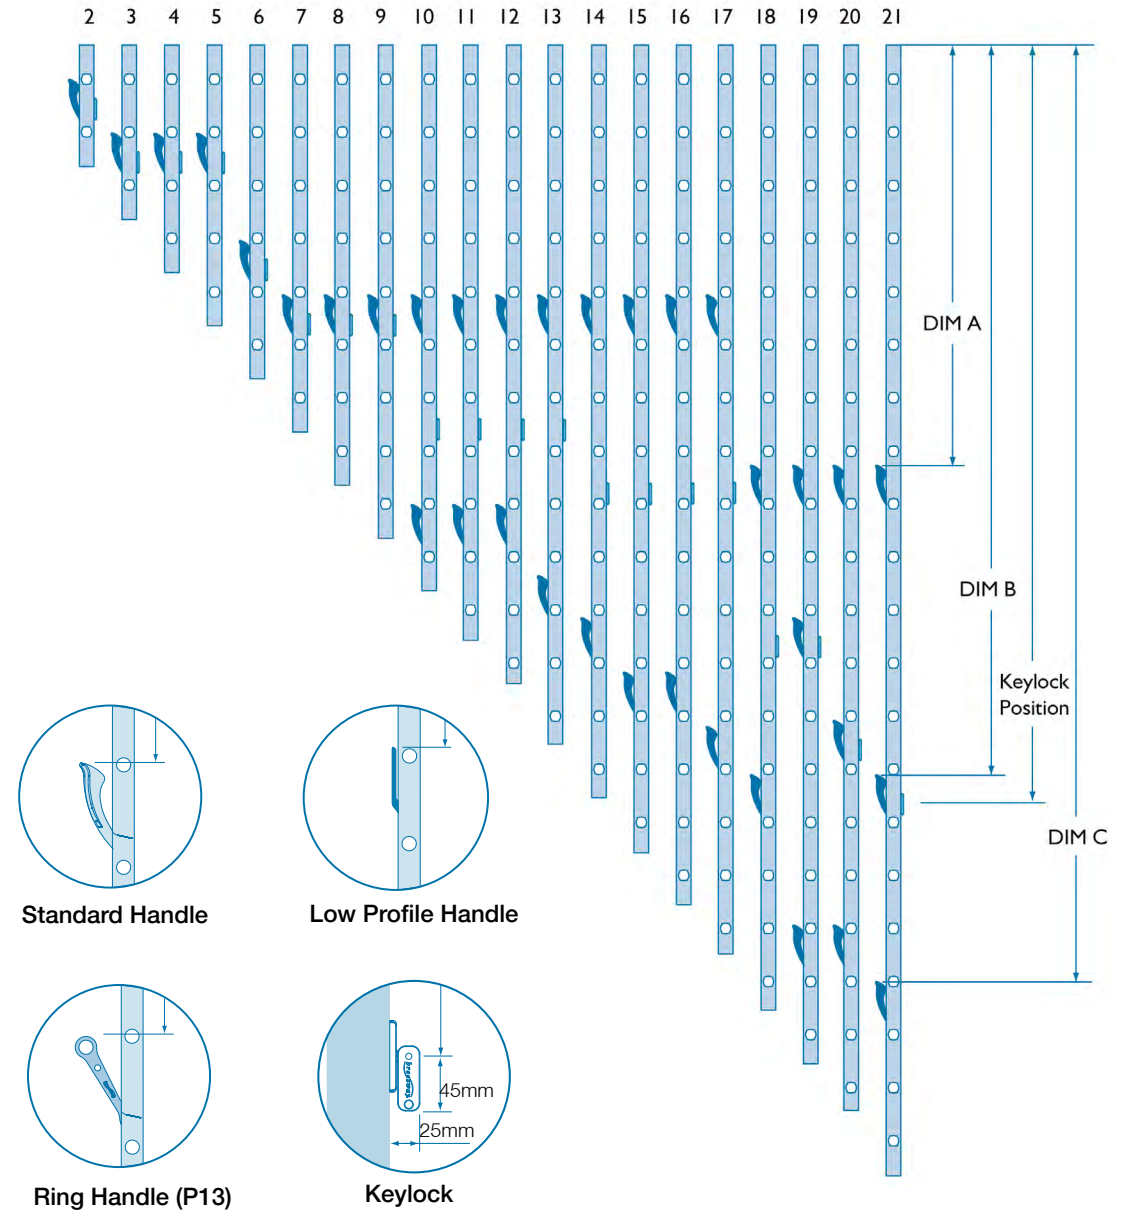 2 3 4 5 6 7 8 9 10 11 12 13 14 15 16 17 18 19 20 21
DIM A
DIM B
Keylock
Position
DIM C
Standard Handle
Low Profile Handle
45mm
25mm
Ring Handle (P13)
Keylock